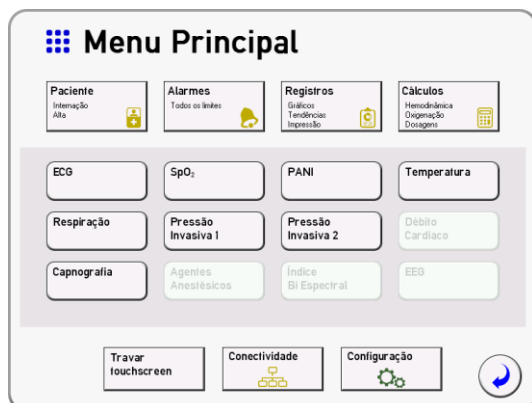 Menu Principal
Paciente
Internação
Alta
Alarmes
Todos os limites
Registros
Gráficos
Tendências
Impressão
Cálculos
Hemodinâmica
Oxigenação
Dosagens
ECG
SpO₂
PANI
Temperatura
Respiração
Pressão
Invasiva 1
Pressão
Invasiva 2
Débito
Cardíaco
Capnografia
Agentes
Anestésicos
Índice
Bi Espectral
EEG
Travar
touchscreen
Conectividade
Configuração